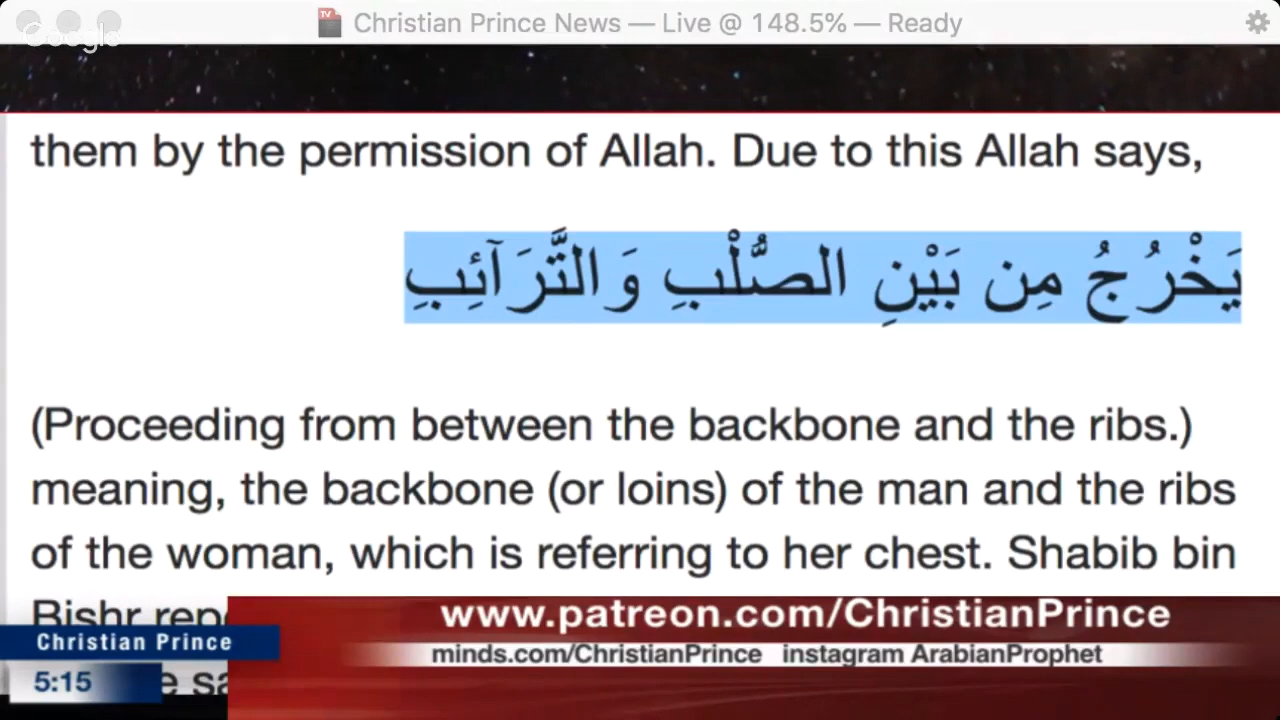 Christian Prince News — Live @ 148.5% — Ready
Google
them by the permission of Allah. Due to this Allah says,
يَخْرُجُ مِن بَيْنِ الصُّلْبِ وَالتَّرَآئِبِ
(Proceeding from between the backbone and the ribs.)
meaning, the backbone (or loins) of the man and the ribs
of the woman, which is referring to her chest. Shabib bin
Bishr
www.patreon.com/ChristianPrince
Christian Prince
minds.com/ChristianPrince instagram ArabianProphet
5:15